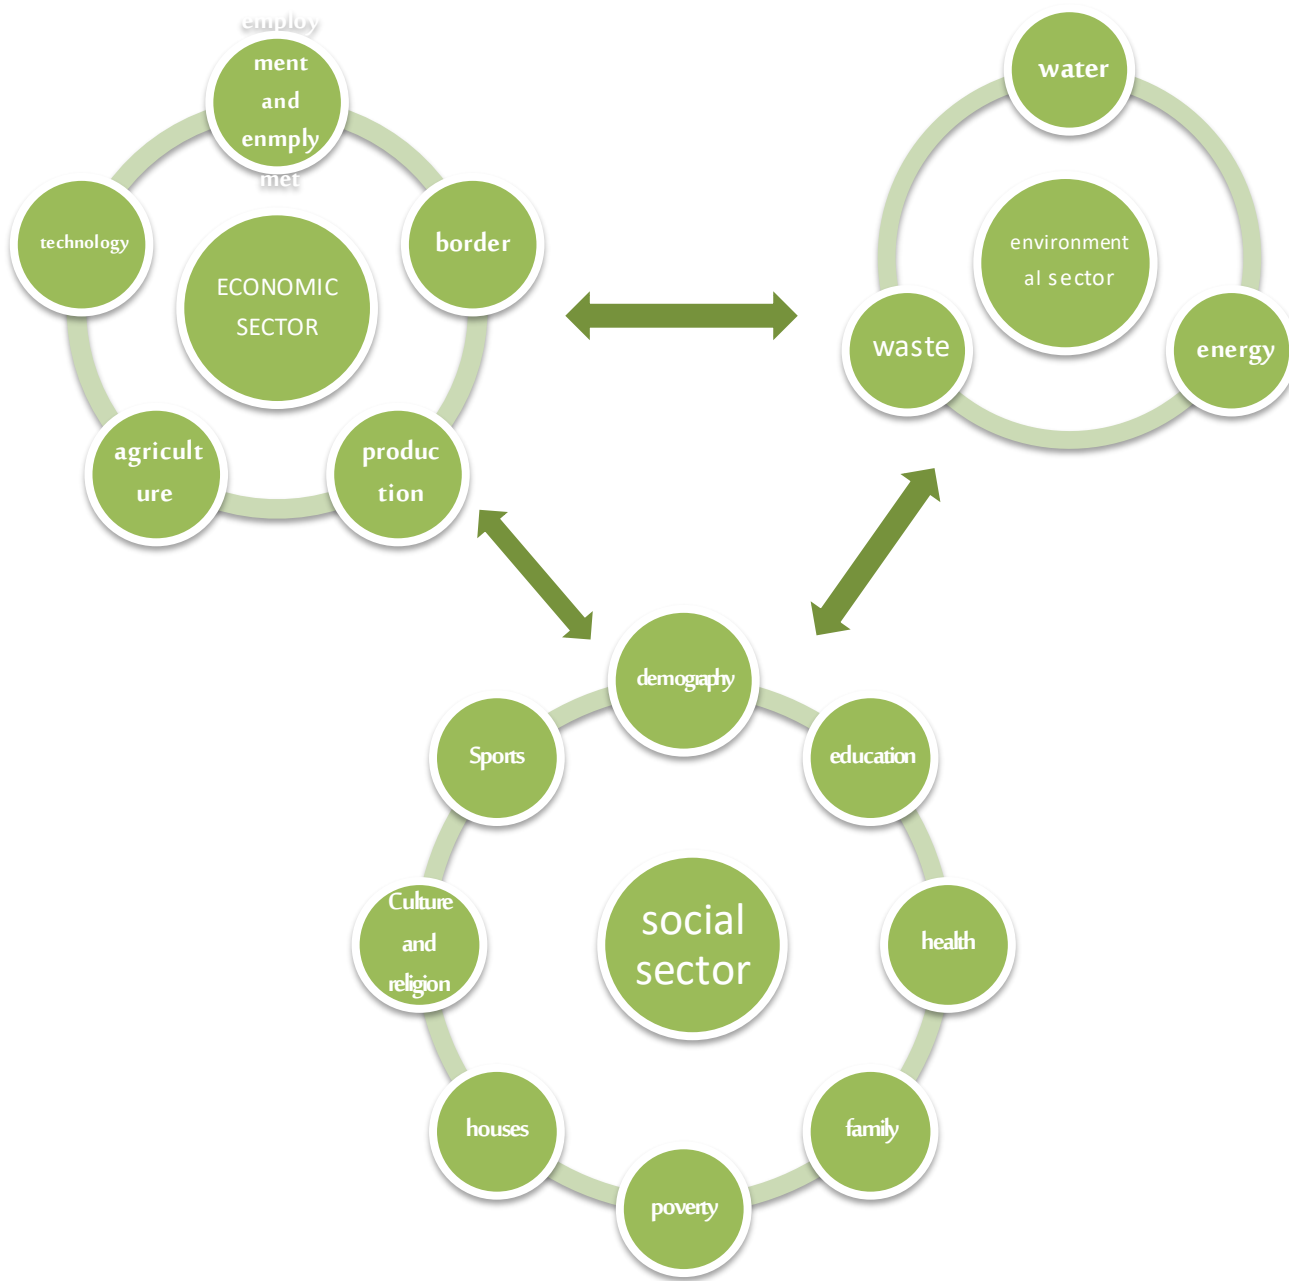 employ
ment
and
enmply
met
technology
border
ECONOMIC
SECTOR
agricult
ure
produc
tion
water
environment
al sector
waste
energy
demography
Sports
education
Culture
and
religion
social
sector
health
houses
family
poverty